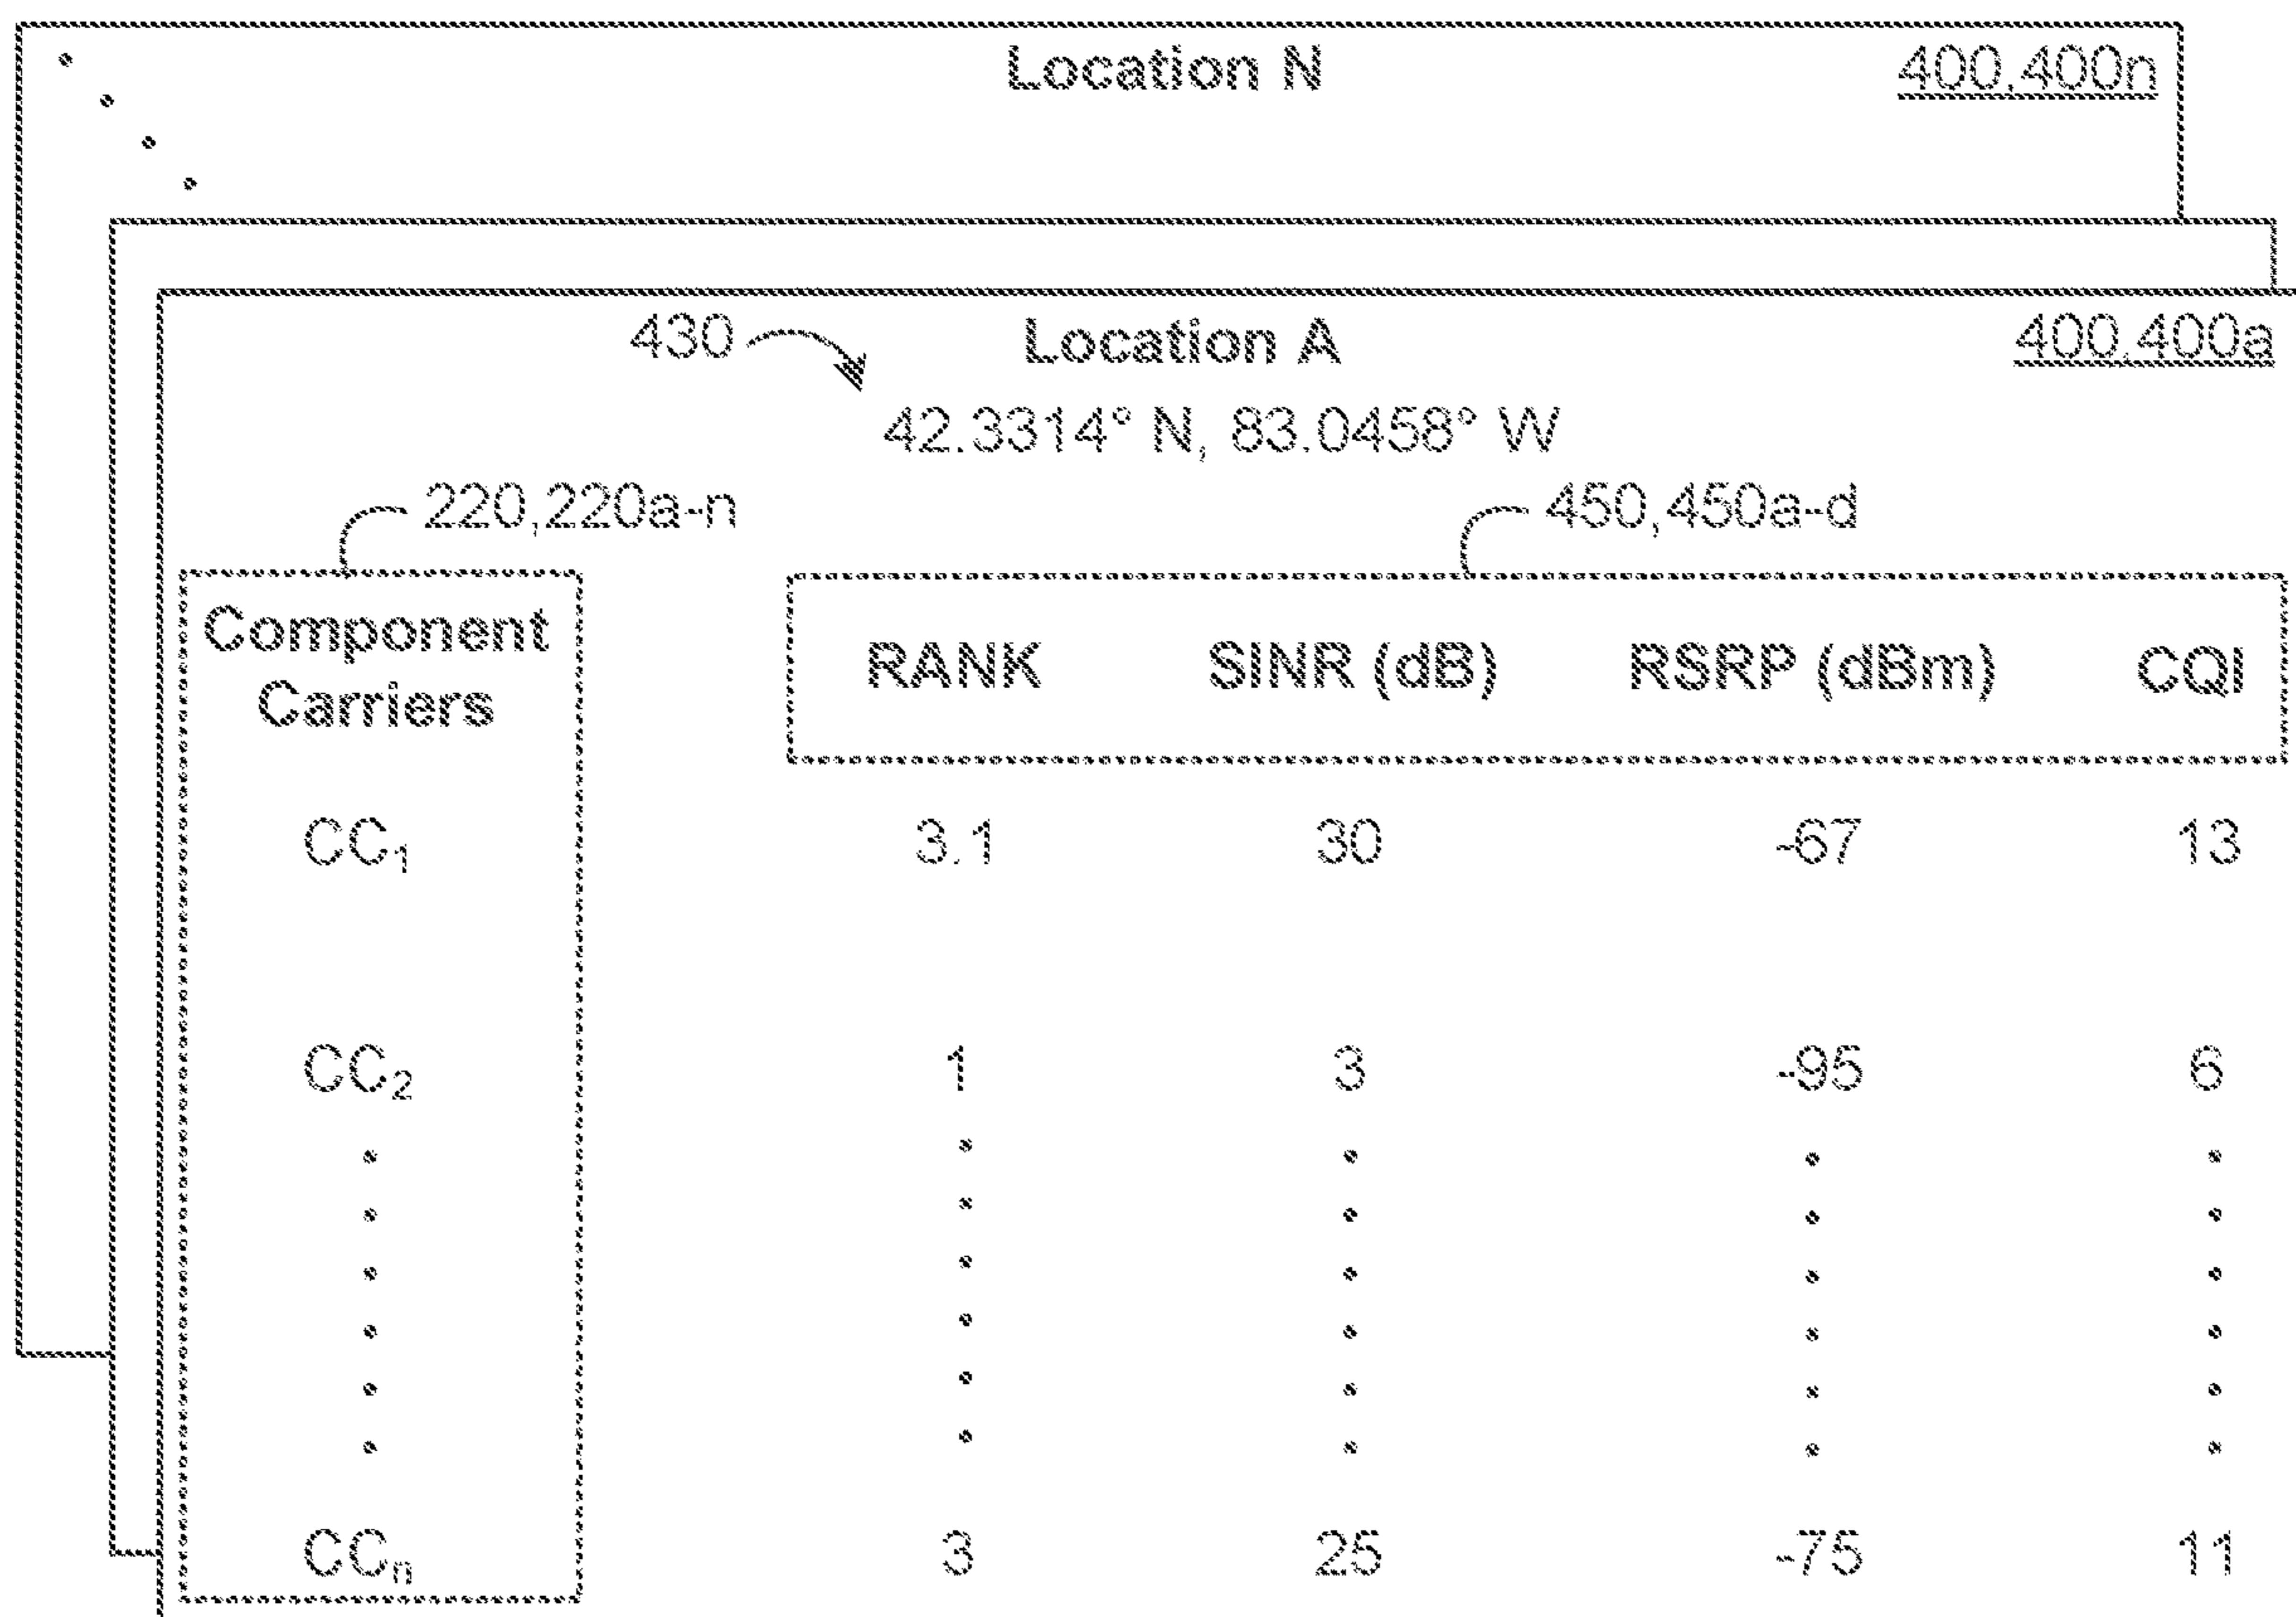 Location N 400,400n
430 Location A 400,400a
42.3314° N, 83.0458° W
220,220a-n 450,450a-d
Component
Carriers
RANK SINR (dB) RSRP (dBm) CQI
CC₁ 3.1 30 -67 13
CC₂ 1 3 -95 6
CCₙ 3 25 -75 11